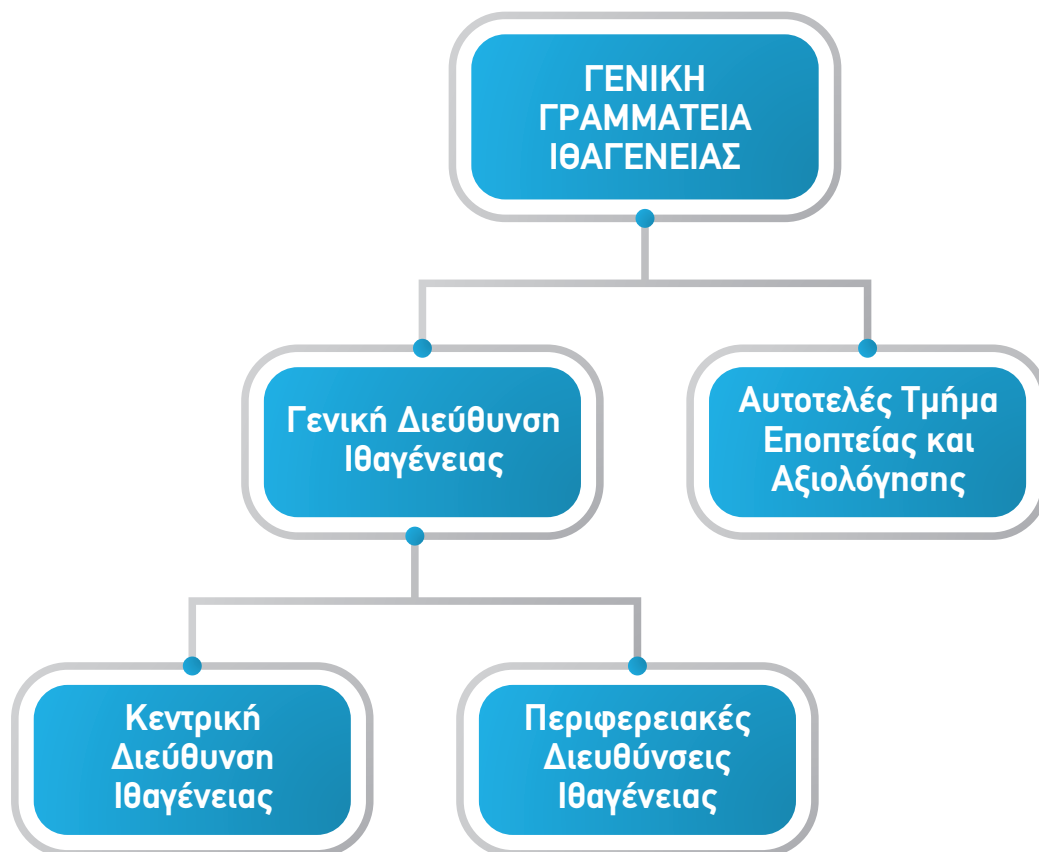 ΓΕΝΙΚΗ
ΓΡΑΜΜΑΤΕΙΑ
ΙΘΑΓΕΝΕΙΑΣ
Γενική Διεύθυνση
Ιθαγένειας
Αυτοτελές Τμήμα
Εποπτείας και
Αξιολόγησης
Κεντρική
Διεύθυνση
Ιθαγένειας
Περιφερειακές
Διευθύνσεις
Ιθαγένειας